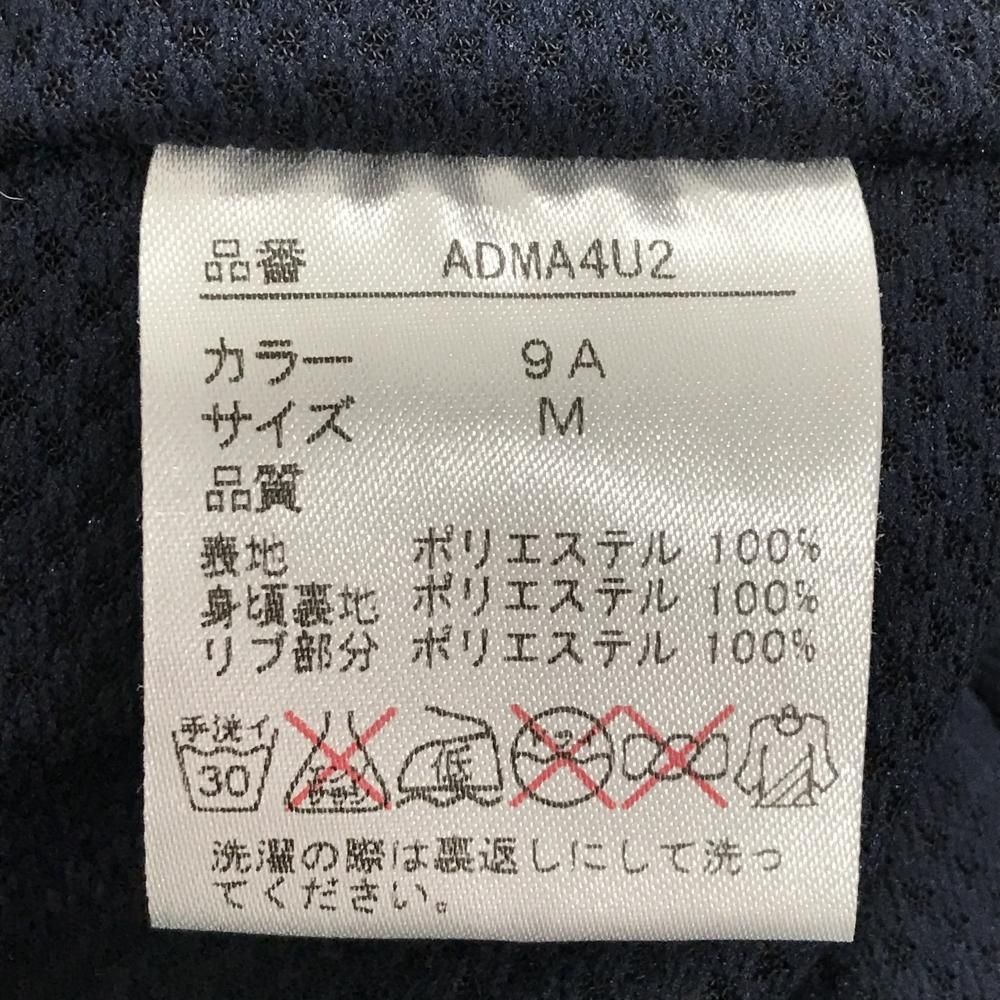 品番 ADMA4U2
カラー 9A
サイズ M
品質
表地 ポリエステル 100%
身頃裏地 ポリエステル 100%
リブ部分 ポリエステル 100%
手洗イ
30
低
洗濯の際は裏返しにして洗っ
てください。